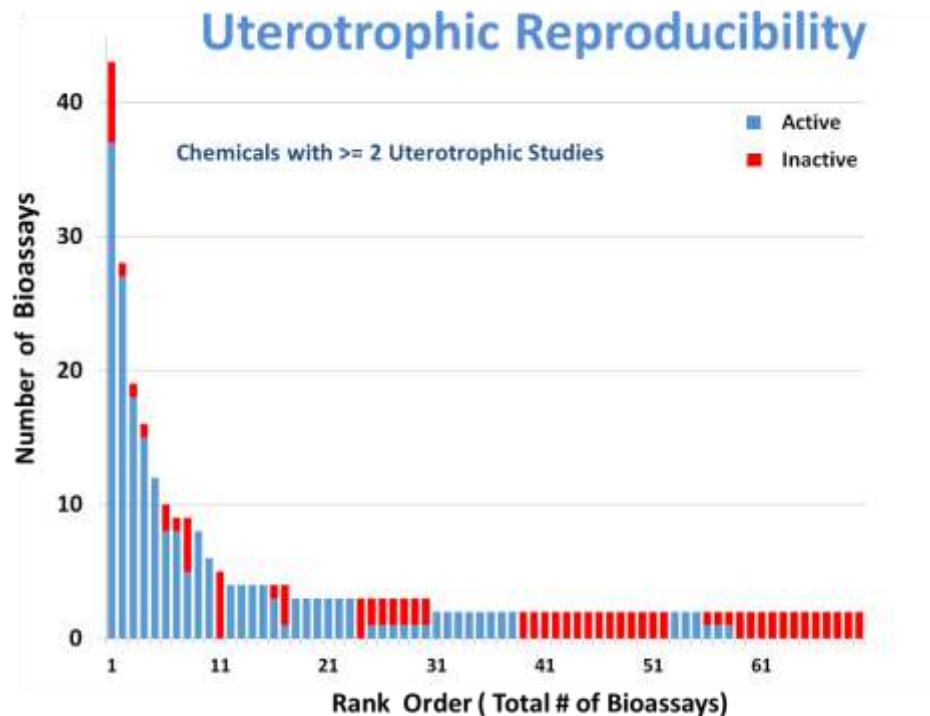 Uterotrophic Reproducibility
Chemicals with >= 2 Uterotrophic Studies
Active
Inactive
Number of Bioassays
40
30
20
10
0
1 11 21 31 41 51 61
Rank Order ( Total # of Bioassays)